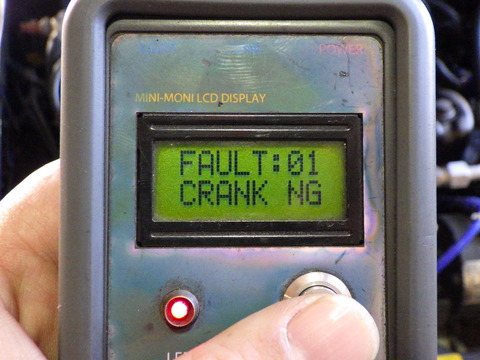 POWER
MINI-MONI LCD DISPLAY
FAULT:01
CRANK NG